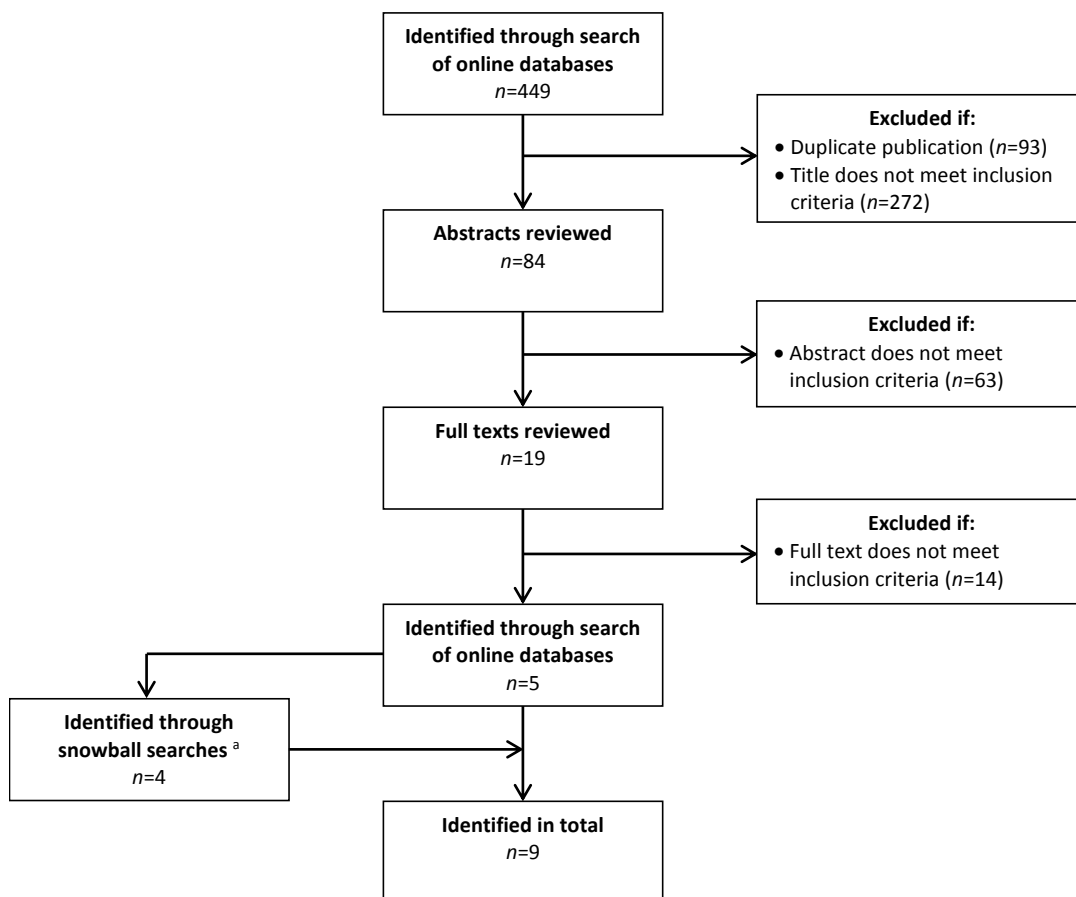 Identified through search
of online databases
n=449
Excluded if:
• Duplicate publication (n=93)
• Title does not meet inclusion
criteria (n=272)
Abstracts reviewed
n=84
Excluded if:
• Abstract does not meet
inclusion criteria (n=63)
Full texts reviewed
n=19
Excluded if:
• Full text does not meet
inclusion criteria (n=14)
Identified through search
of online databases
n=5
Identified through
snowball searches a
n=4
Identified in total
n=9